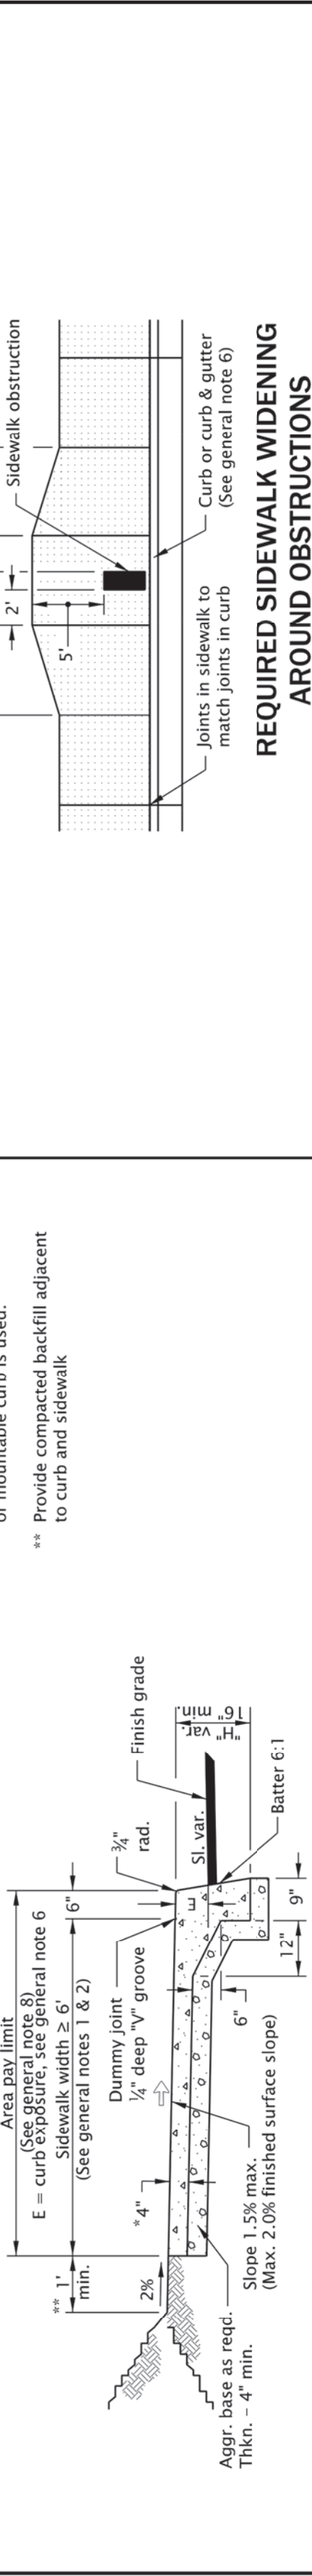 Area pay limit
(See general note 8)
E = curb exposure, see general note 6
Sidewalk width ≥ 6'
(See general notes 1 & 2)
** 1'
min.
6"
3/4"
rad.
Dummy joint
1/4" deep "V" groove
Finish grade
2%
*4"
E
Sl. var.
"H" var.
16" min.
Batter 6:1
6"
12"
9"
Aggr. base as reqd.
Thkn. – 4" min.
Slope 1.5% max.
(Max. 2.0% finished surface slope)
or mountable curb is used.
** Provide compacted backfill adjacent
to curb and sidewalk
2'
5'
Sidewalk obstruction
Joints in sidewalk to
match joints in curb
Curb or curb & gutter
(See general note 6)
REQUIRED SIDEWALK WIDENING
AROUND OBSTRUCTIONS